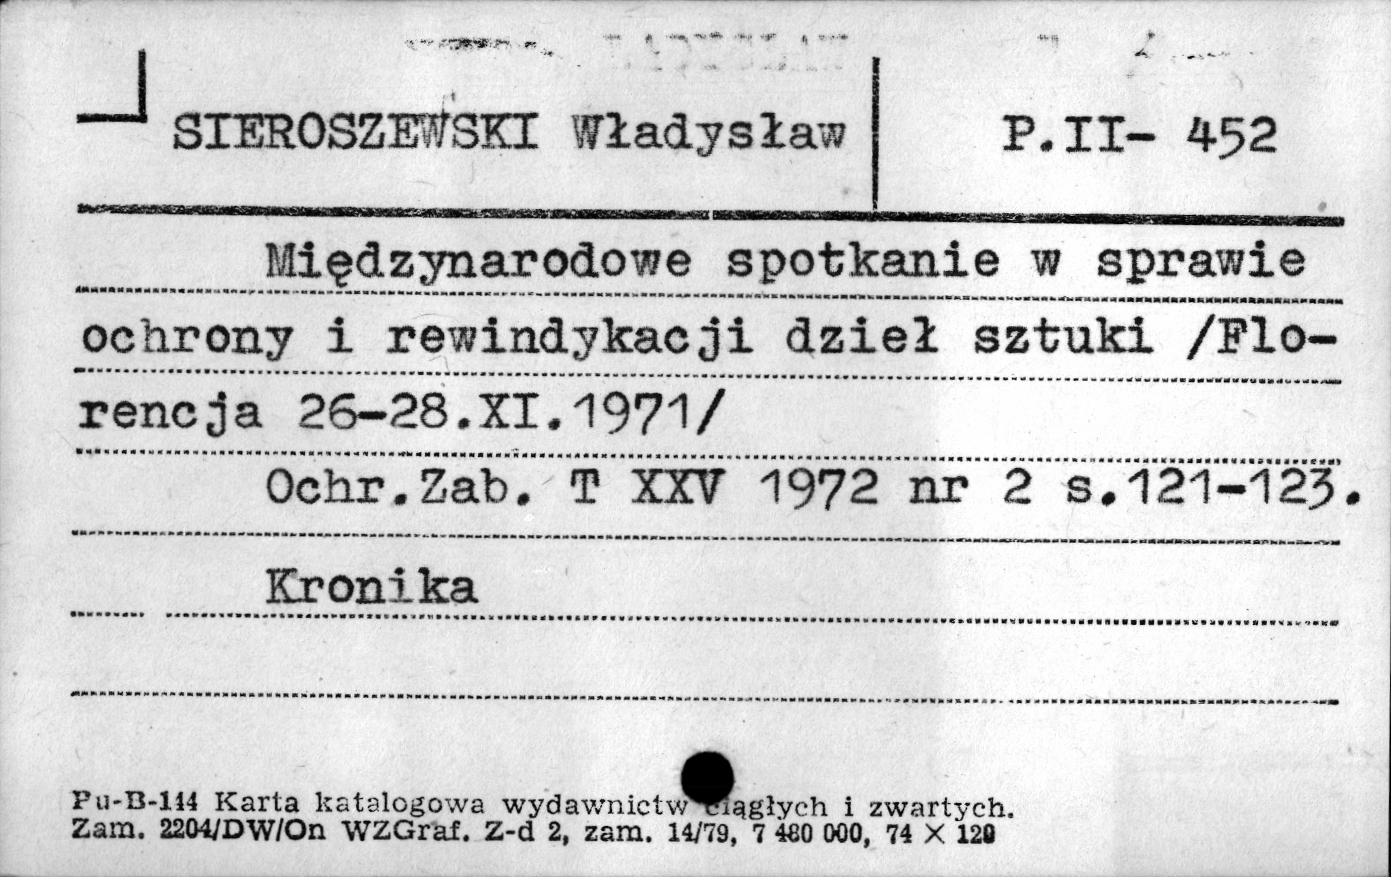 SIEROSZEWSKI Władysław
P.II- 452
Międzynarodowe spotkanie w sprawie
ochrony i rewindykacji dzieł sztuki /Flo-
rencja 26-28.XI.1971/
Ochr.Zab. T XXV 1972 nr 2 s.121-123.
Kronika
Pu-B-144 Karta katalogowa wydawnictw ciągłych i zwartych.
Zam. 2204/DW/On WZGraf. Z-d 2, zam. 14/79, 7 480 000, 74 X 120